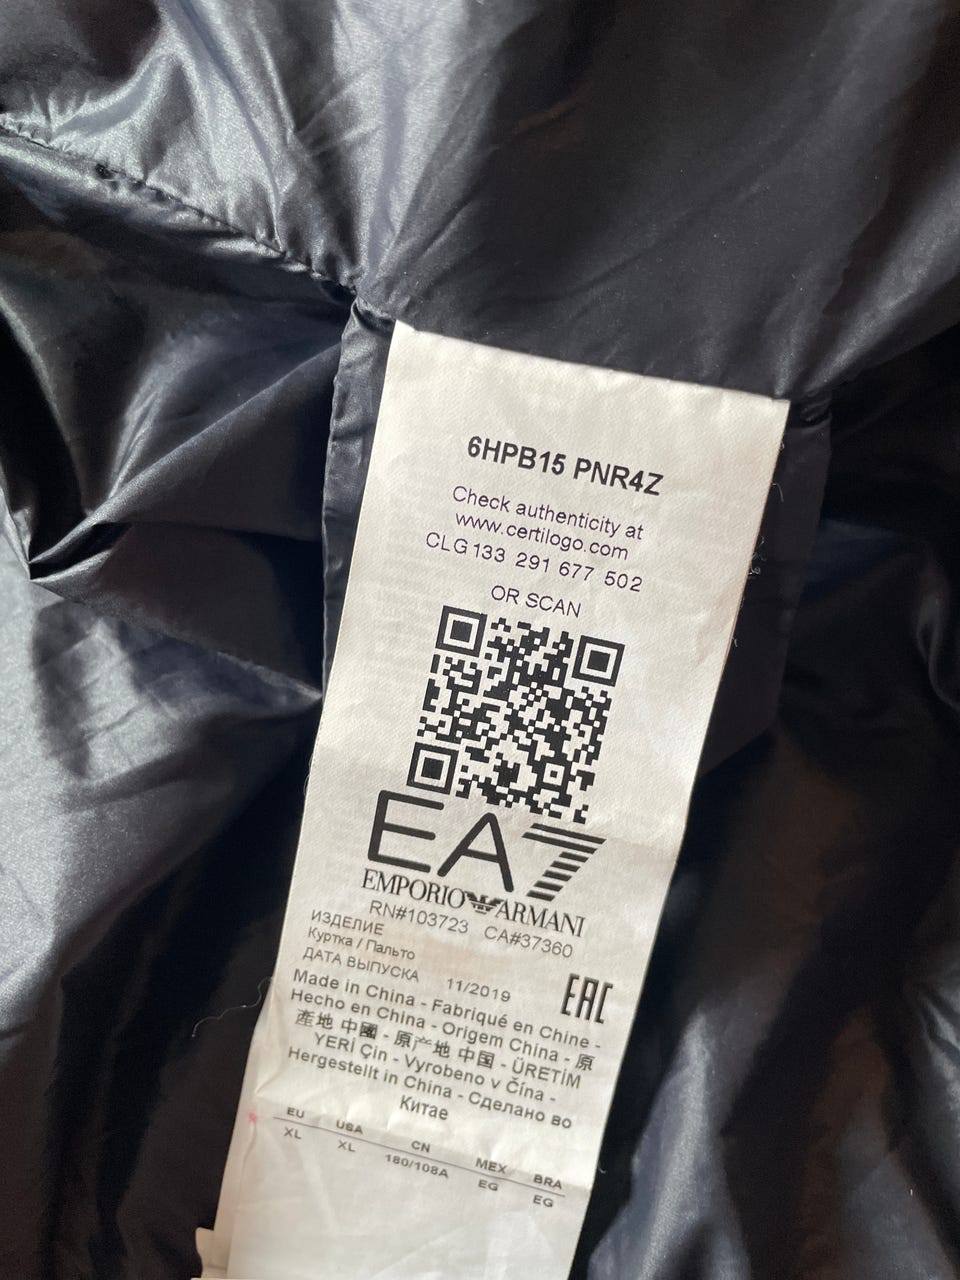 6HPB15 PNR4Z
Check authenticity at
www.certilogo.com
CLG 133 291 677 502
OR SCAN
EA7
EMPORIO ARMANI
RN#103723 CA#37360
ИЗДЕЛИЕ
Куртка / Пальто
ДАТА ВЫПУСКА 11/2019
EAC
Made in China - Fabriqué en Chine -
Hecho en China - Origem China - 原
產地 中國 - 原产地 中国 - ÜRETİM
YERİ Çin - Vyrobeno v Čína -
Hergestellt in China - Сделано во
Китае
EU USA CN MEX BRA
XL XL 180/108A EG EG